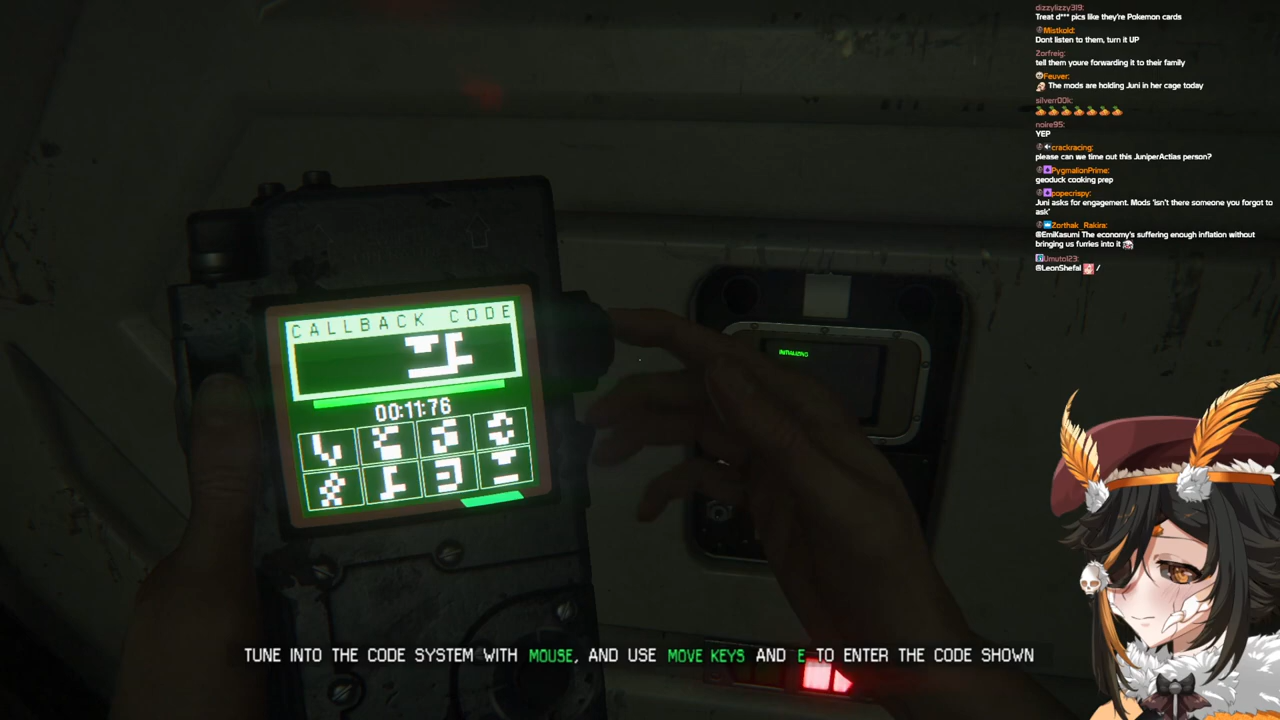 dizzylizzy319:
Treat d*** pics like they're Pokemon cards
Mistkoid:
Dont listen to them, turn it UP
Zarfreig:
tell them youre forwarding it to their family
Feuver:
The mods are holding Juni in her cage today
silverr00k:
noire95:
YEP
crackracing:
please can we time out this JuniperActias person?
PygmalionPrime:
geoduck cooking prep
popecrispy:
Juni asks for engagement. Mods 'isn't there someone you forgot to
ask'
Zorthak_Rakira:
@EmiKasumi The economy's suffering enough inflation without
bringing us furries into it
Umuto123:
@LeonShefal /
CALLBACK CODE
00:11:76
INITIALIZING
TUNE INTO THE CODE SYSTEM WITH MOUSE, AND USE MOVE KEYS AND E TO ENTER THE CODE SHOWN